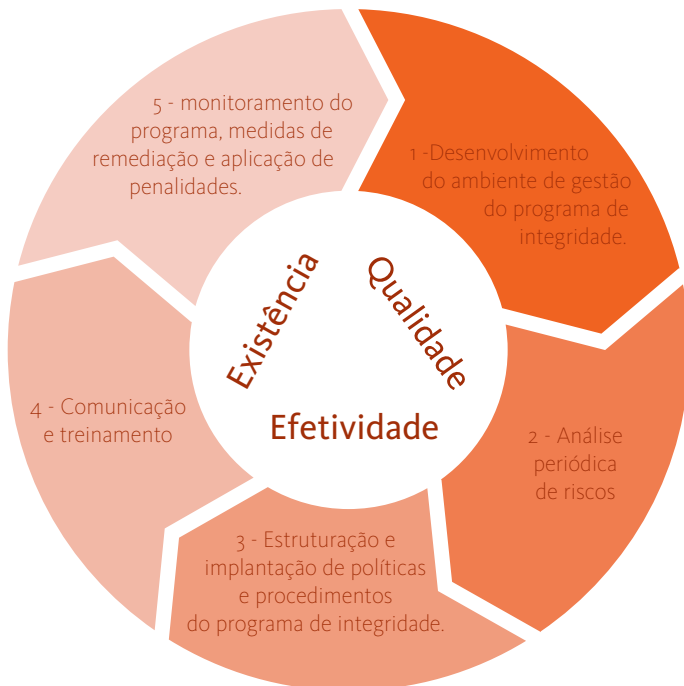 5 - monitoramento do
programa, medidas de
remediação e aplicação de
penalidades.
1 -Desenvolvimento
do ambiente de gestão
do programa de
integridade.
Existência
Qualidade
Efetividade
4 - Comunicação
e treinamento
2 - Análise
periódica
de riscos
3 - Estruturação e
implantação de políticas
e procedimentos
do programa de integridade.